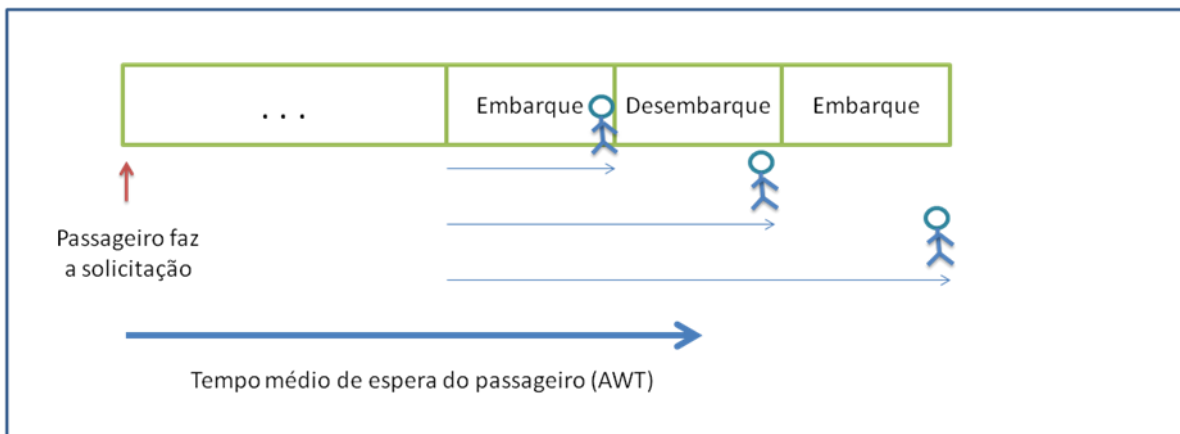 . . .
Embarque
Desembarque
Embarque
Passageiro faz
a solicitação
Tempo médio de espera do passageiro (AWT)